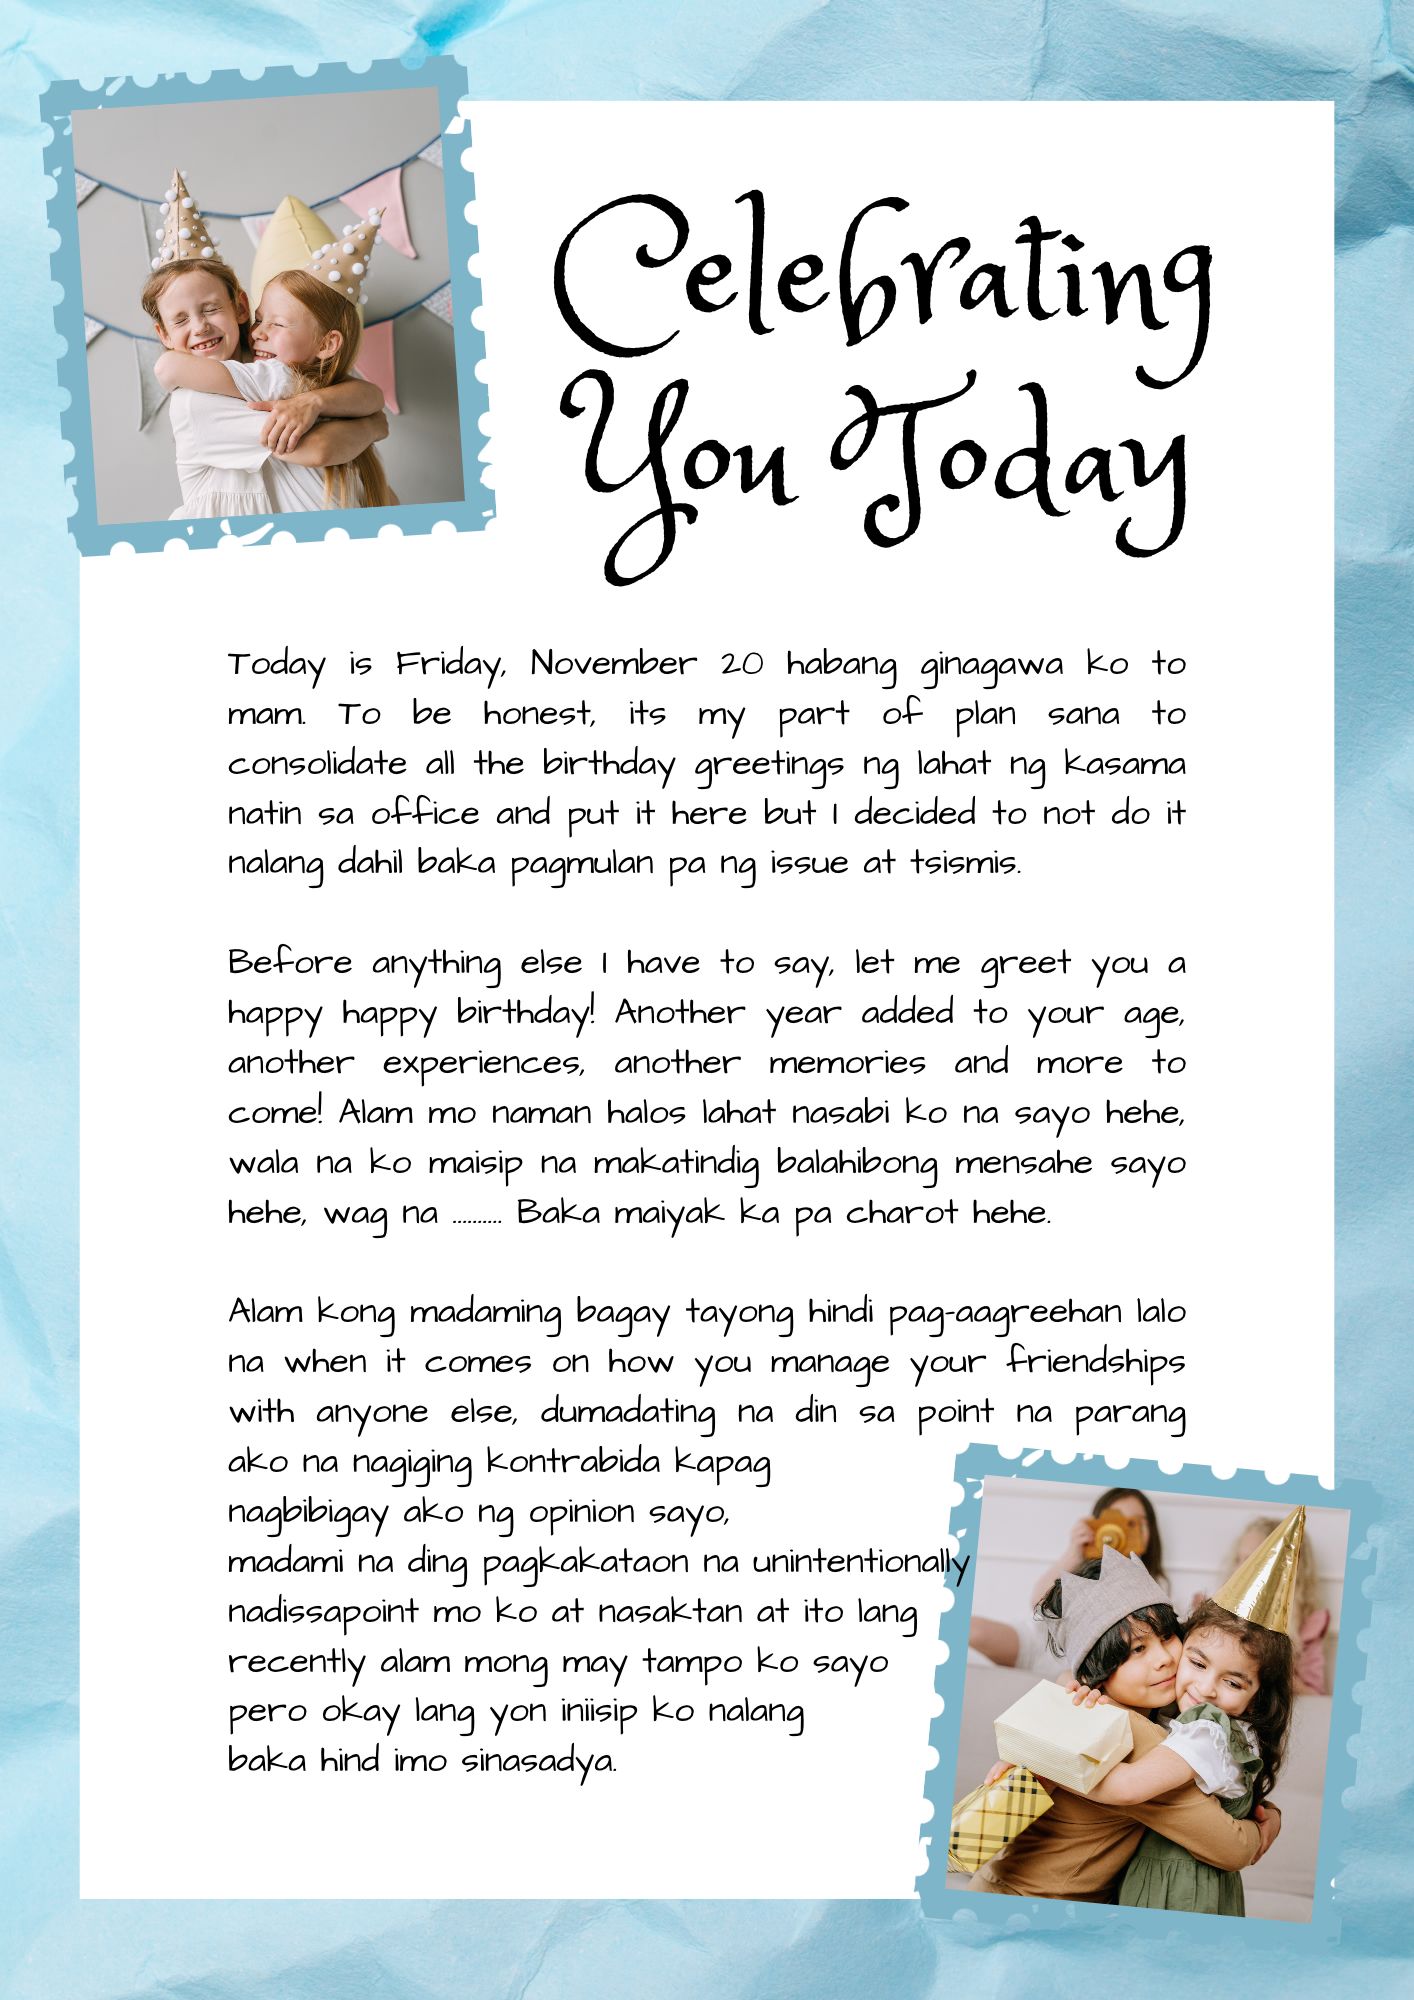 Celebrating
You Today
Today is Friday, November 20 habang ginagawa ko to
mam. To be honest, its my part of plan sana to
consolidate all the birthday greetings ng lahat ng kasama
natin sa office and put it here but I decided to not do it
nalang dahil baka pagmulan pa ng issue at tsismis.
Before anything else I have to say, let me greet you a
happy happy birthday! Another year added to your age,
another experiences, another memories and more to
come! Alam mo naman halos lahat nasabi ko na sayo hehe,
wala na ko maisip na makatindig balahibong mensahe sayo
hehe, wag na .......... Baka maiyak ka pa charot hehe.
Alam kong madaming bagay tayong hindi pag-aagreehan lalo
na when it comes on how you manage your friendships
with anyone else, dumadating na din sa point na parang
ako na nagiging kontrabida kapag
nagbibigay ako ng opinion sayo,
madami na ding pagkakataon na unintentionally
nadissapoint mo ko at nasaktan at ito lang
recently alam mong may tampo ko sayo
pero okay lang yon iniisip ko nalang
baka hind imo sinasadya.